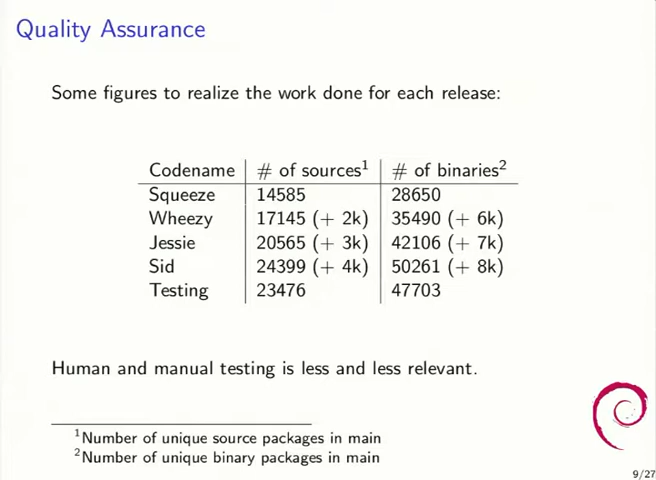 Quality Assurance
Some figures to realize the work done for each release:
Codename # of sources¹ # of binaries²
Squeeze 14585 28650
Wheezy 17145 (+ 2k) 35490 (+ 6k)
Jessie 20565 (+ 3k) 42106 (+ 7k)
Sid 24399 (+ 4k) 50261 (+ 8k)
Testing 23476 47703
Human and manual testing is less and less relevant.
¹Number of unique source packages in main
²Number of unique binary packages in main
9/27